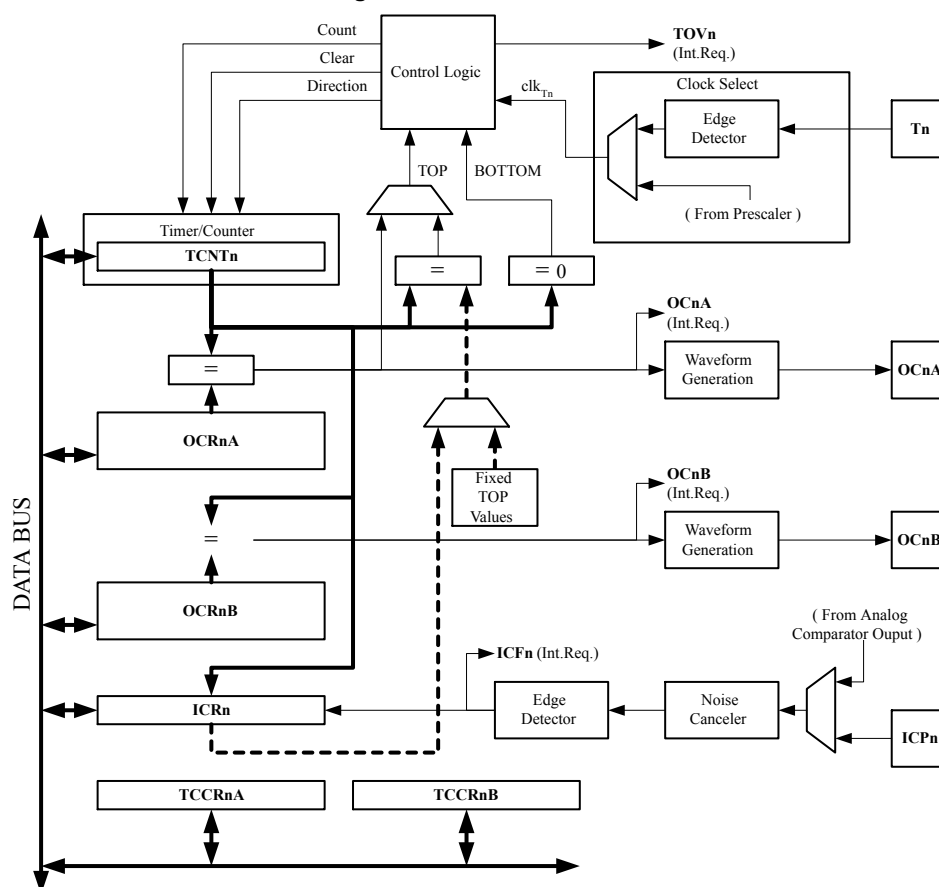 Count
TOVn
(Int.Req.)
Clear
Control Logic
Direction
clkTn
Clock Select
Edge
Detector
Tn
TOP
BOTTOM
( From Prescaler )
Timer/Counter
TCNTn
=
= 0
OCnA
(Int.Req.)
=
Waveform
Generation
OCnA
OCRnA
Fixed
TOP
Values
OCnB
(Int.Req.)
=
Waveform
Generation
OCnB
DATA BUS
OCRnB
( From Analog
Comparator Ouput )
ICFn (Int.Req.)
ICRn
Edge
Detector
Noise
Canceler
ICPn
TCCRnA
TCCRnB